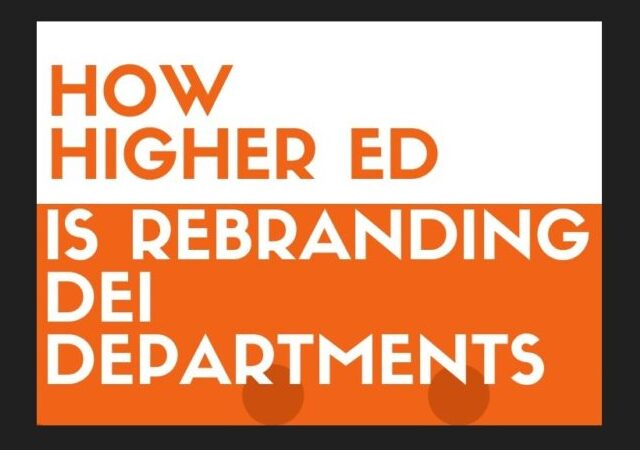 HOW
HIGHER ED
IS REBRANDING
DEI
DEPARTMENTS